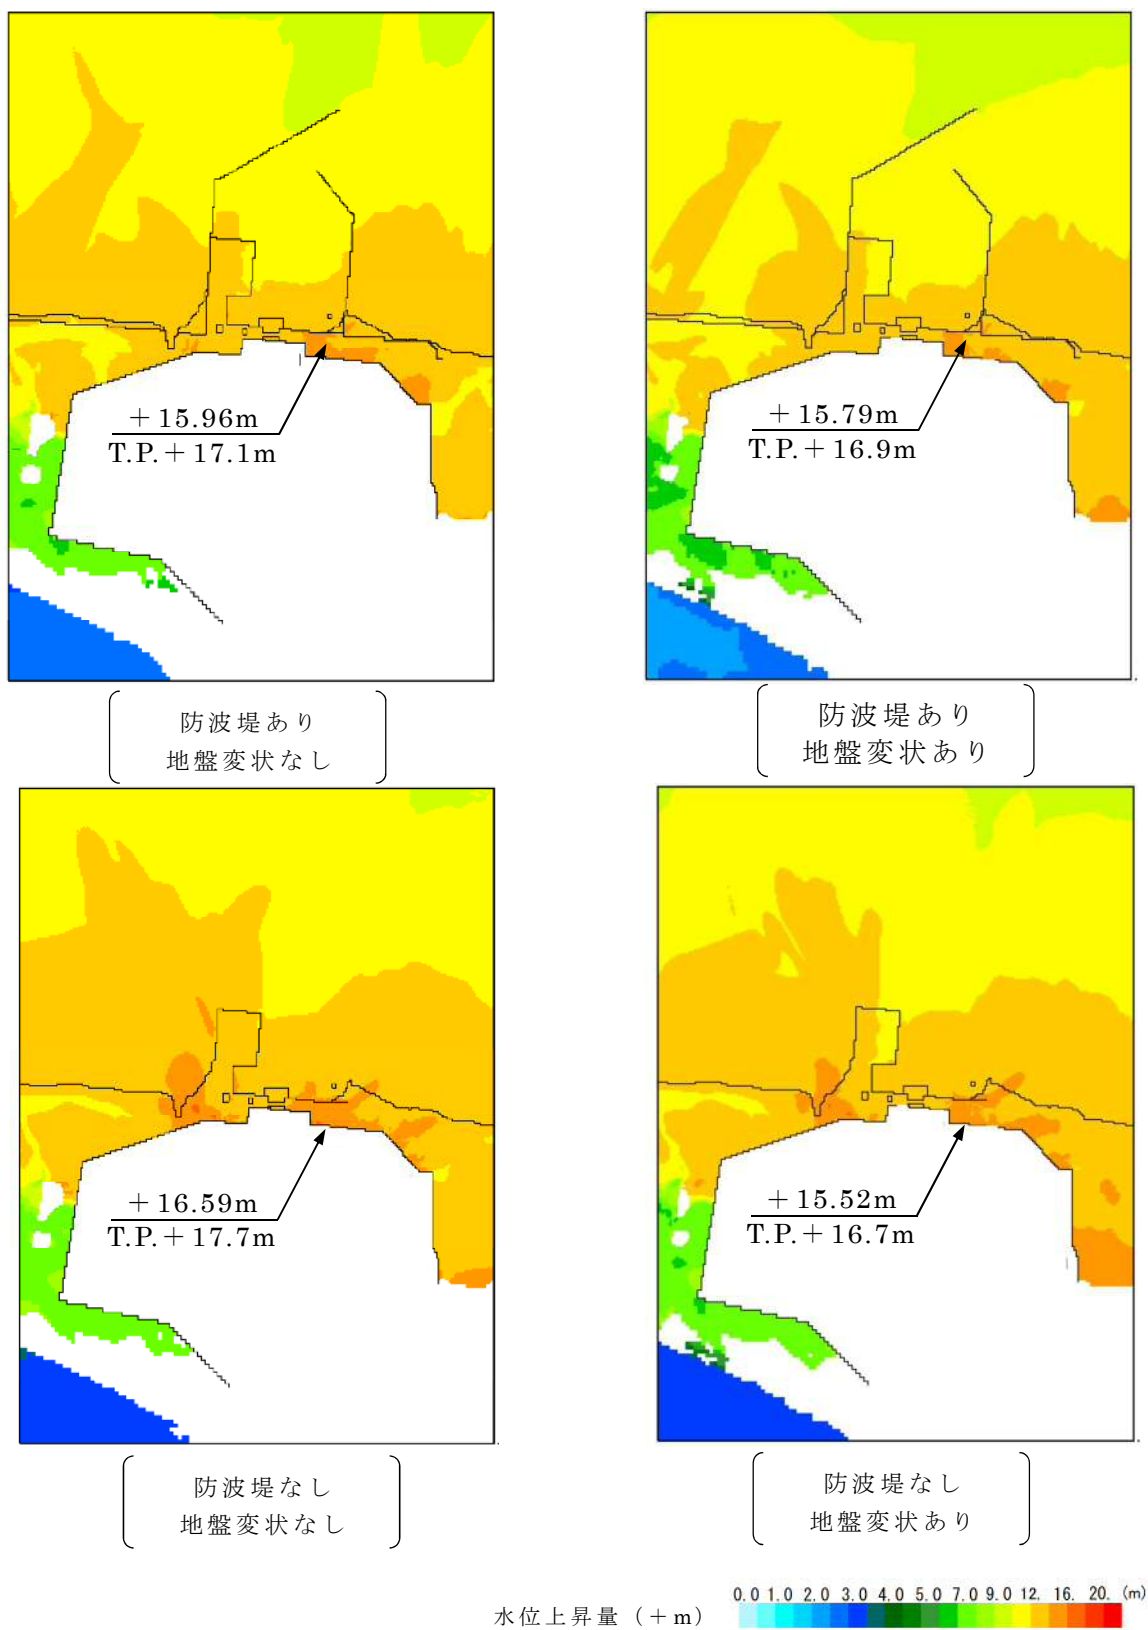 +15.96m
T.P.+17.1m
+15.79m
T.P.+16.9m
防波堤あり
地盤変状なし
防波堤あり
地盤変状あり
+16.59m
T.P.+17.7m
+15.52m
T.P.+16.7m
防波堤なし
地盤変状なし
防波堤なし
地盤変状あり
0.0 1.0 2.0 3.0 4.0 5.0 7.0 9.0 12. 16. 20. (m)
水位上昇量（+m）